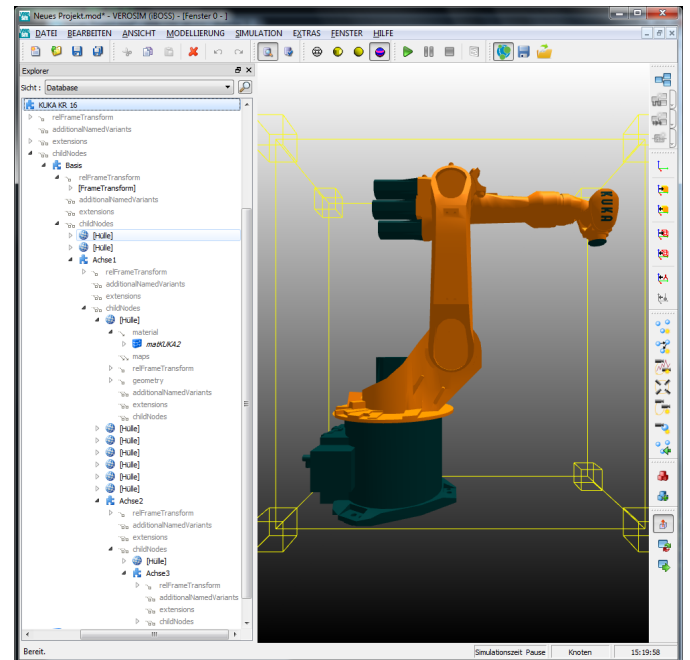 Neues Projekt.mod* - VEROSIM (iBOSS) - [Fenster 0 - ]
DATEI BEARBEITEN ANSICHT MODELLIERUNG SIMULATION EXTRAS FENSTER HILFE
Explorer
Sicht : Database
KUKA KR 16
relFrameTransform
additionalNamedVariants
extensions
childNodes
Basis
relFrameTransform
[FrameTransform]
additionalNamedVariants
extensions
childNodes
[Hülle]
[Hülle]
Achse1
relFrameTransform
additionalNamedVariants
extensions
childNodes
[Hülle]
material
matKUKA2
maps
relFrameTransform
geometry
additionalNamedVariants
extensions
childNodes
[Hülle]
[Hülle]
[Hülle]
[Hülle]
[Hülle]
[Hülle]
Achse2
relFrameTransform
additionalNamedVariants
extensions
childNodes
[Hülle]
Achse3
relFrameTransform
additionalNamedVariants
extensions
childNodes
KUKA
Bereit. Simulationszeit Pause Knoten 15:19:58